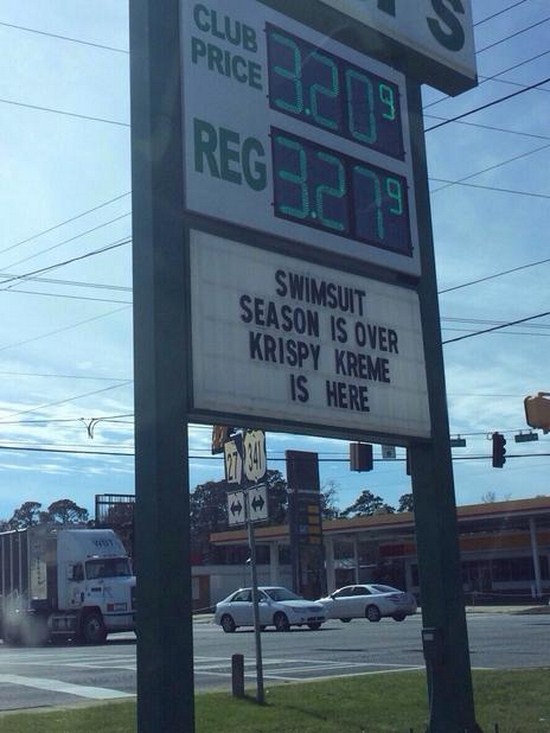 S
CLUB
PRICE
3.20 9
REG
3.27 9
SWIMSUIT
SEASON IS OVER
KRISPY KREME
IS HERE
27
341